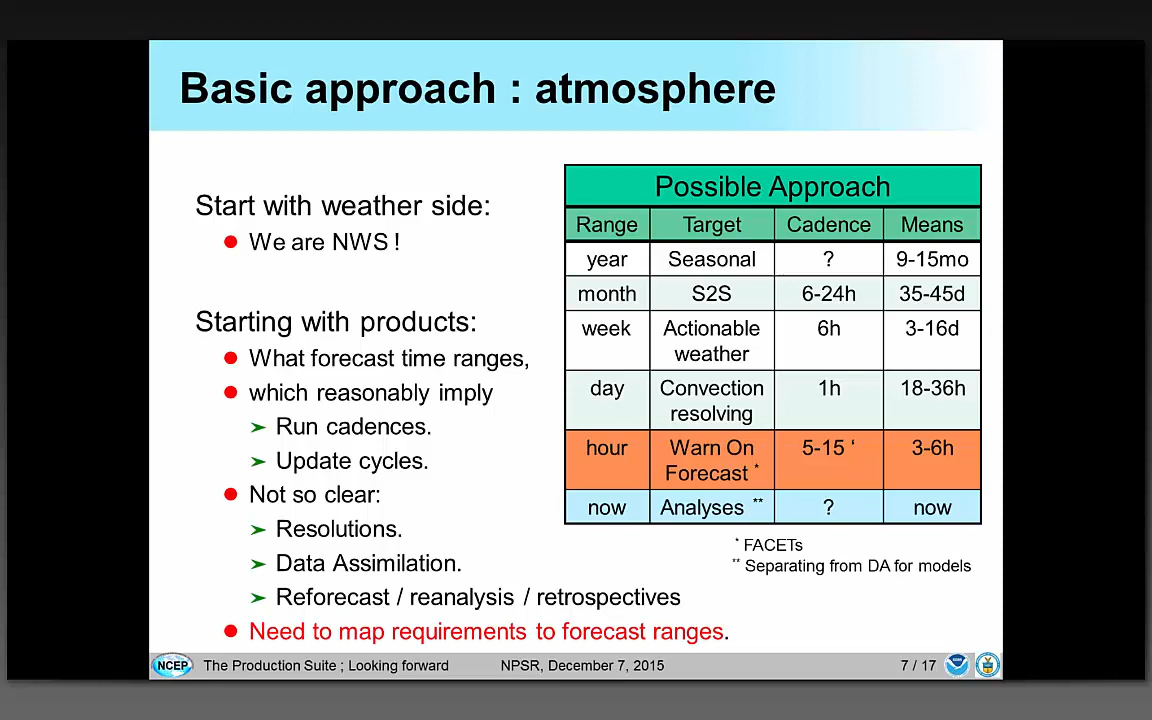 Basic approach : atmosphere
Start with weather side:
We are NWS !
Starting with products:
What forecast time ranges,
which reasonably imply
➢ Run cadences.
➢ Update cycles.
Not so clear:
➢ Resolutions.
➢ Data Assimilation.
➢ Reforecast / reanalysis / retrospectives
Need to map requirements to forecast ranges.
Possible Approach
Range Target Cadence Means
year Seasonal ? 9-15mo
month S2S 6-24h 35-45d
week Actionable 6h 3-16d
weather
day Convection 1h 18-36h
resolving
hour Warn On 5-15 ‘ 3-6h
Forecast *
now Analyses ** ? now
* FACETs
** Separating from DA for models
NCEP The Production Suite ; Looking forward NPSR, December 7, 2015 7 / 17